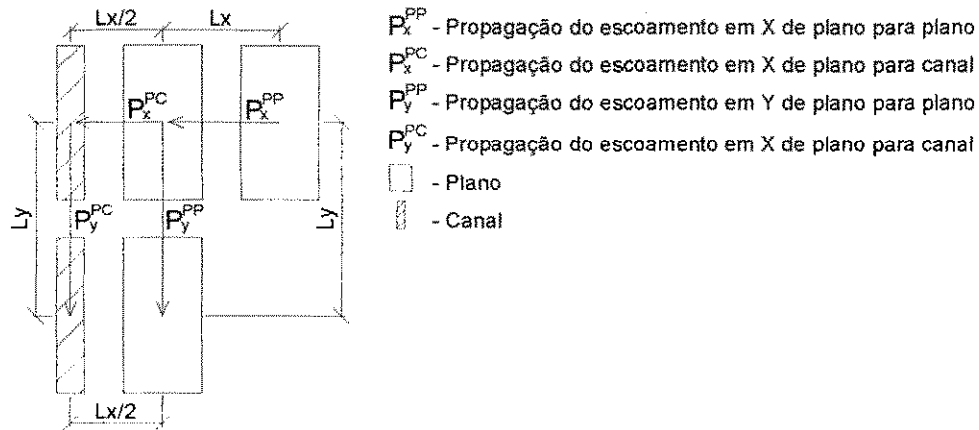 Lx/2
Lx
P_x^PC
P_x^PP
Ly
P_y^PC
P_y^PP
Ly
Lx/2
P_x^PP - Propagação do escoamento em X de plano para plano
P_x^PC - Propagação do escoamento em X de plano para canal
P_y^PP - Propagação do escoamento em Y de plano para plano
P_y^PC - Propagação do escoamento em X de plano para canal
- Plano
- Canal